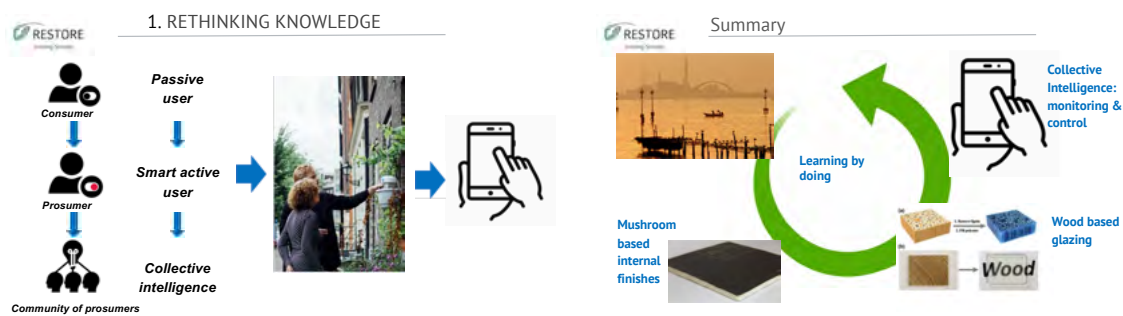 RESTORE
1. RETHINKING KNOWLEDGE
Consumer
Passive
user
Prosumer
Smart active
user
Community of prosumers
Collective
intelligence
RESTORE
Summary
Collective
Intelligence:
monitoring &
control
Learning by
doing
Mushroom
based
internal
finishes
Wood based
glazing
(a)
(b)
Wood